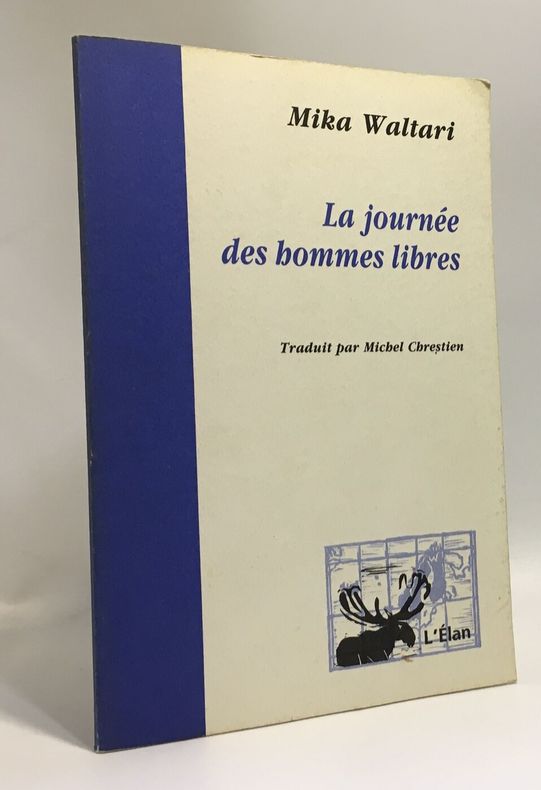 Mika Waltari
La journée
des hommes libres
Traduit par Michel Chrestien
L'Élan